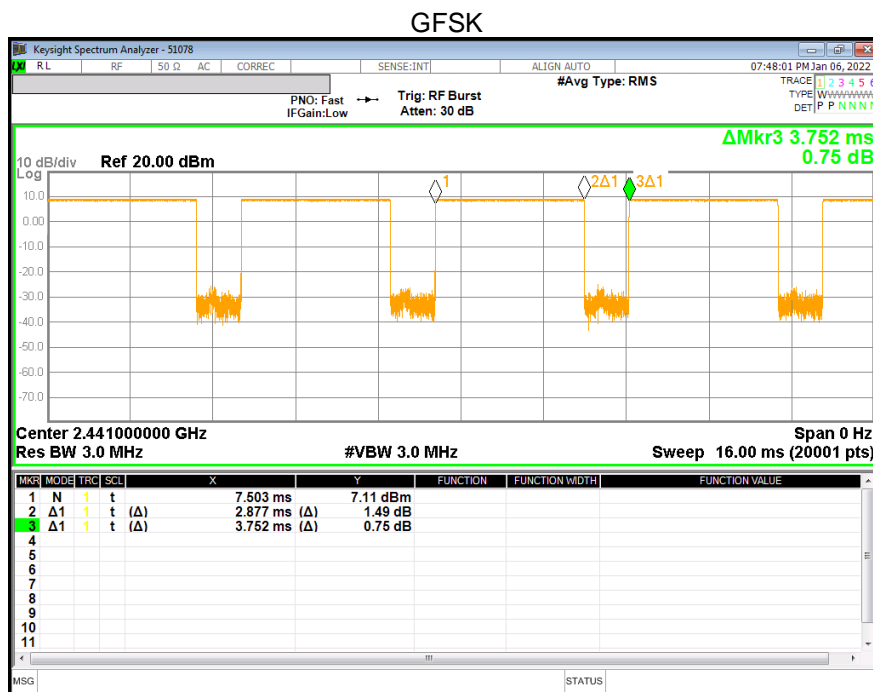 GFSK
Keysight Spectrum Analyzer - 51078
LXI RL RF 50 Ω AC CORREC SENSE:INT ALIGN AUTO 07:48:01 PM Jan 06, 2022
#Avg Type: RMS TRACE 1 2 3 4 5 6
PNO: Fast Trig: RF Burst TYPE WWWWWWW
IFGain:Low Atten: 30 dB DET P P N N N N
ΔMkr3 3.752 ms
10 dB/div Ref 20.00 dBm 0.75 dB
Log
10.0 1 2Δ1 3Δ1
0.00
-10.0
-20.0
-30.0
-40.0
-50.0
-60.0
-70.0
Center 2.441000000 GHz Span 0 Hz
Res BW 3.0 MHz #VBW 3.0 MHz Sweep 16.00 ms (20001 pts)
MKR MODE TRC SCL X Y FUNCTION FUNCTION WIDTH FUNCTION VALUE
1 N 1 t 7.503 ms 7.11 dBm
2 Δ1 1 t (Δ) 2.877 ms (Δ) 1.49 dB
3 Δ1 1 t (Δ) 3.752 ms (Δ) 0.75 dB
4
5
6
7
8
9
10
11
MSG STATUS